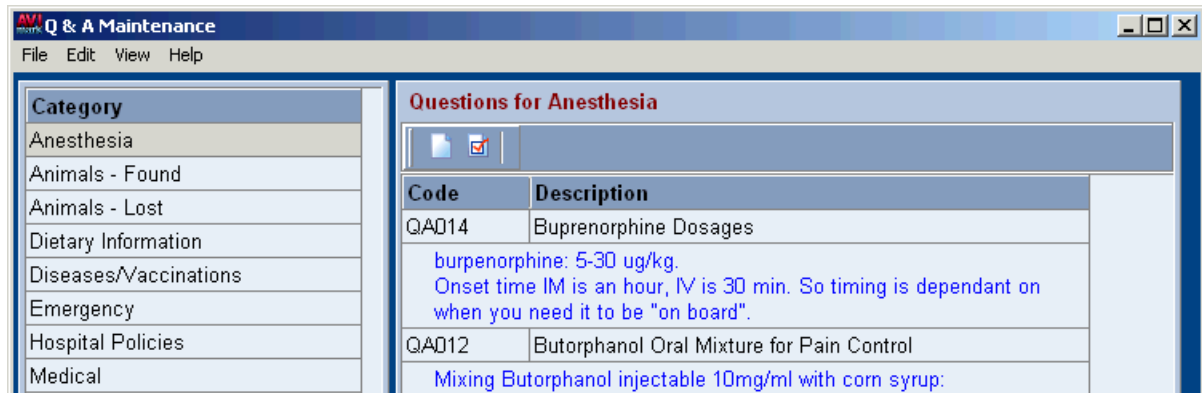 AVI mark Q & A Maintenance
File Edit View Help
Category
Anesthesia
Animals - Found
Animals - Lost
Dietary Information
Diseases/Vaccinations
Emergency
Hospital Policies
Medical
Questions for Anesthesia
Code Description
QA014 Buprenorphine Dosages
burpenorphine: 5-30 ug/kg.
Onset time IM is an hour, IV is 30 min. So timing is dependant on
when you need it to be "on board".
QA012 Butorphanol Oral Mixture for Pain Control
Mixing Butorphanol injectable 10mg/ml with corn syrup: